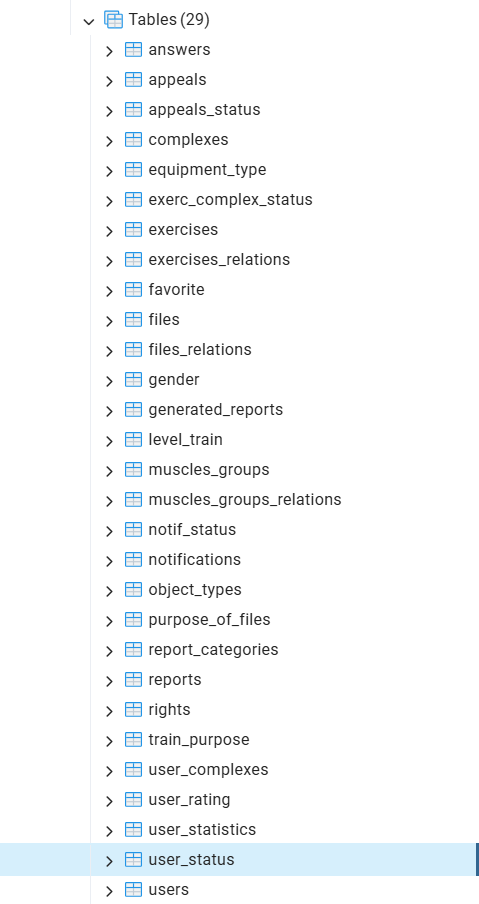 Tables (29)
answers
appeals
appeals_status
complexes
equipment_type
exerc_complex_status
exercises
exercises_relations
favorite
files
files_relations
gender
generated_reports
level_train
muscles_groups
muscles_groups_relations
notif_status
notifications
object_types
purpose_of_files
report_categories
reports
rights
train_purpose
user_complexes
user_rating
user_statistics
user_status
users